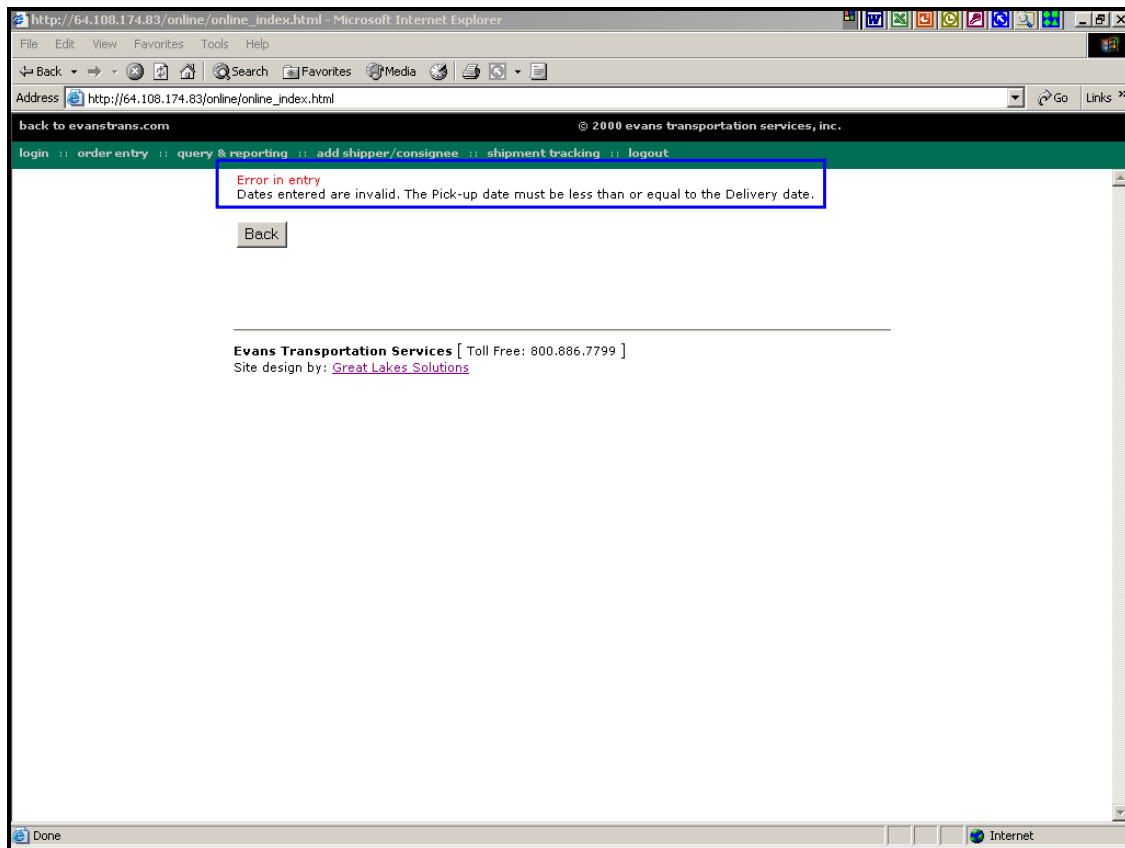 http://64.108.174.83/online/online_index.html - Microsoft Internet Explorer
File Edit View Favorites Tools Help
Back Search Favorites Media
Address http://64.108.174.83/online/online_index.html Go Links »
back to evanstrans.com © 2000 evans transportation services, inc.
login :: order entry :: query & reporting :: add shipper/consignee :: shipment tracking :: logout
Error in entry
Dates entered are invalid. The Pick-up date must be less than or equal to the Delivery date.
Back
Evans Transportation Services [ Toll Free: 800.886.7799 ]
Site design by: Great Lakes Solutions
Done Internet